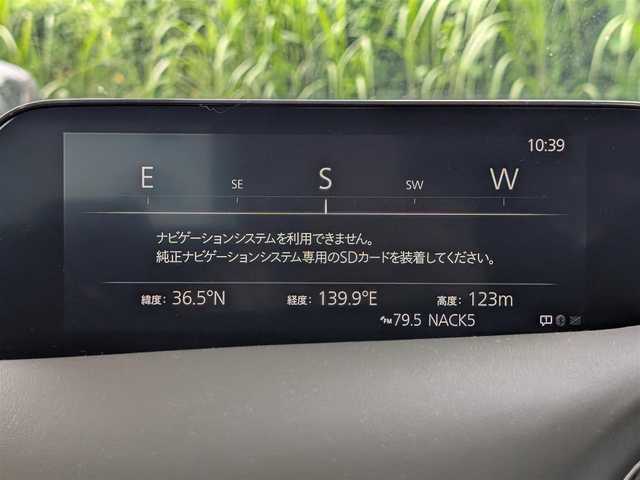 10:39
E SE S SW W
ナビゲーションシステムを利用できません。
純正ナビゲーションシステム専用のSDカードを装着してください。
緯度: 36.5°N 経度: 139.9°E 高度: 123m
FM 79.5 NACK5